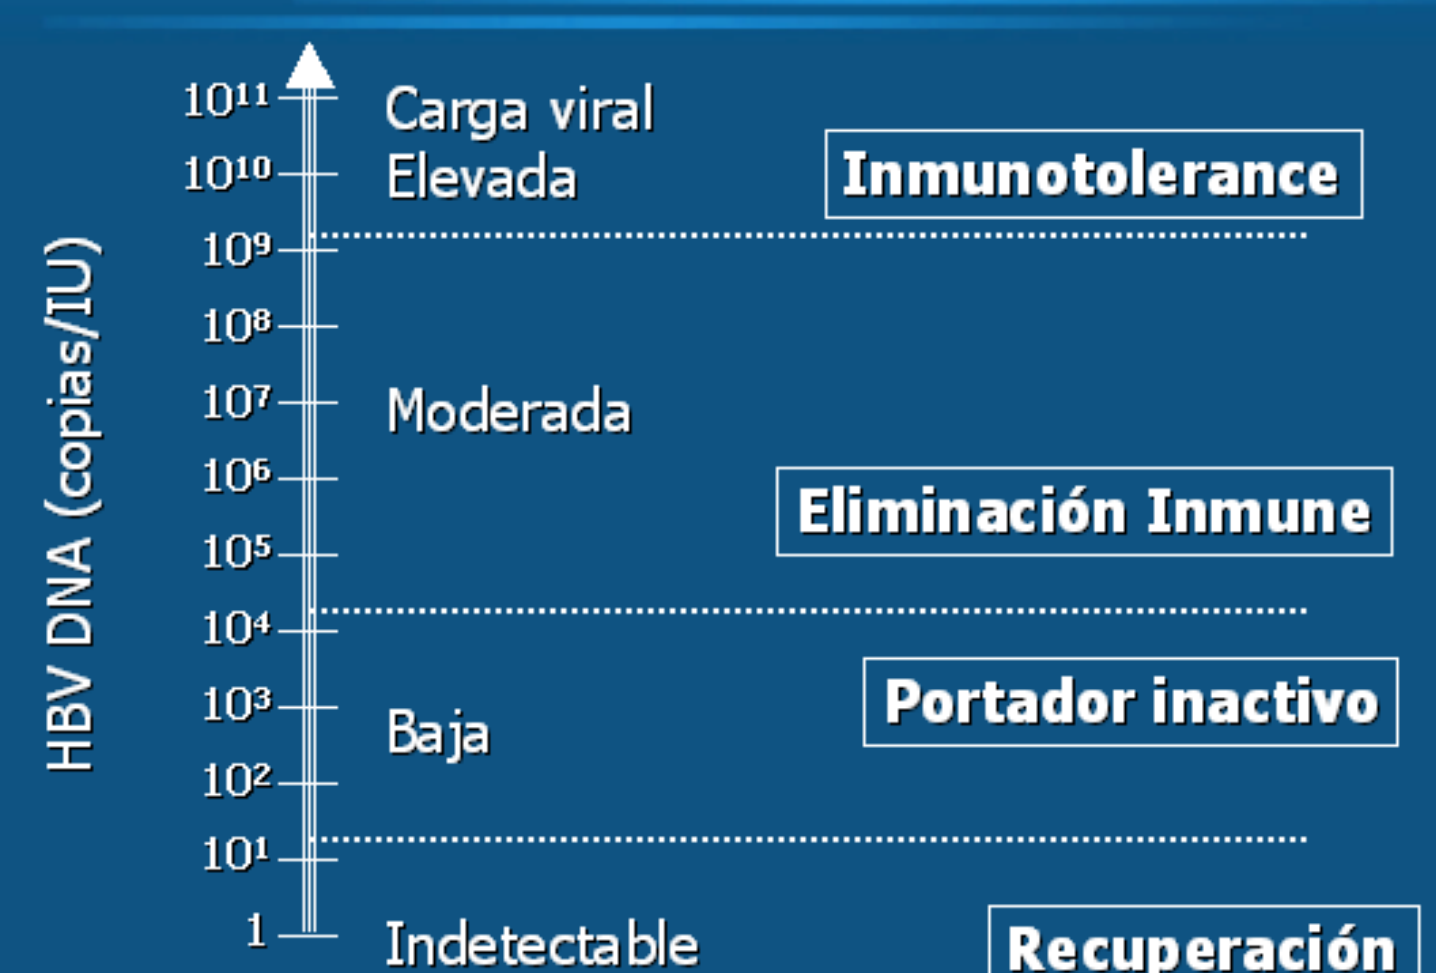 HBV DNA (copias/IU)
10¹¹
Carga viral
Elevada
10¹⁰
Inmunotolerance
10⁹
10⁸
10⁷
Moderada
10⁶
Eliminación Inmune
10⁵
10⁴
10³
Portador inactivo
Baja
10²
10¹
1
Indetectable
Recuperación